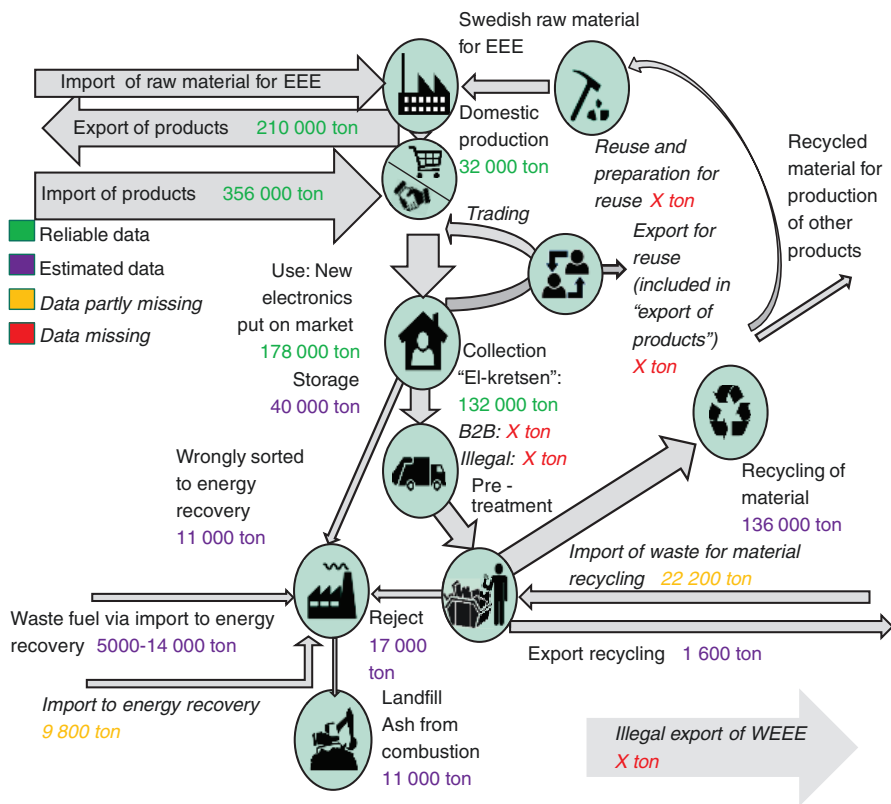 Swedish raw material
for EEE
Import of raw material for EEE
Export of products 210 000 ton
Domestic
production
32 000 ton
Import of products 356 000 ton
Reuse and
preparation for
reuse X ton
Recycled
material for
production
of other
products
Trading
Export for
reuse
(included in
“export of
products”)
X ton
Reliable data
Estimated data
Data partly missing
Data missing
Use: New
electronics
put on market
178 000 ton
Storage
40 000 ton
Collection
“El-kretsen”:
132 000 ton
B2B: X ton
Illegal: X ton
Pre -
treatment
Wrongly sorted
to energy
recovery
11 000 ton
Recycling of
material
136 000 ton
Import of waste for material
recycling 22 200 ton
Waste fuel via import to energy
recovery 5000-14 000 ton
Reject
17 000
ton
Export recycling 1 600 ton
Import to energy recovery
9 800 ton
Landfill
Ash from
combustion
11 000 ton
Illegal export of WEEE
X ton